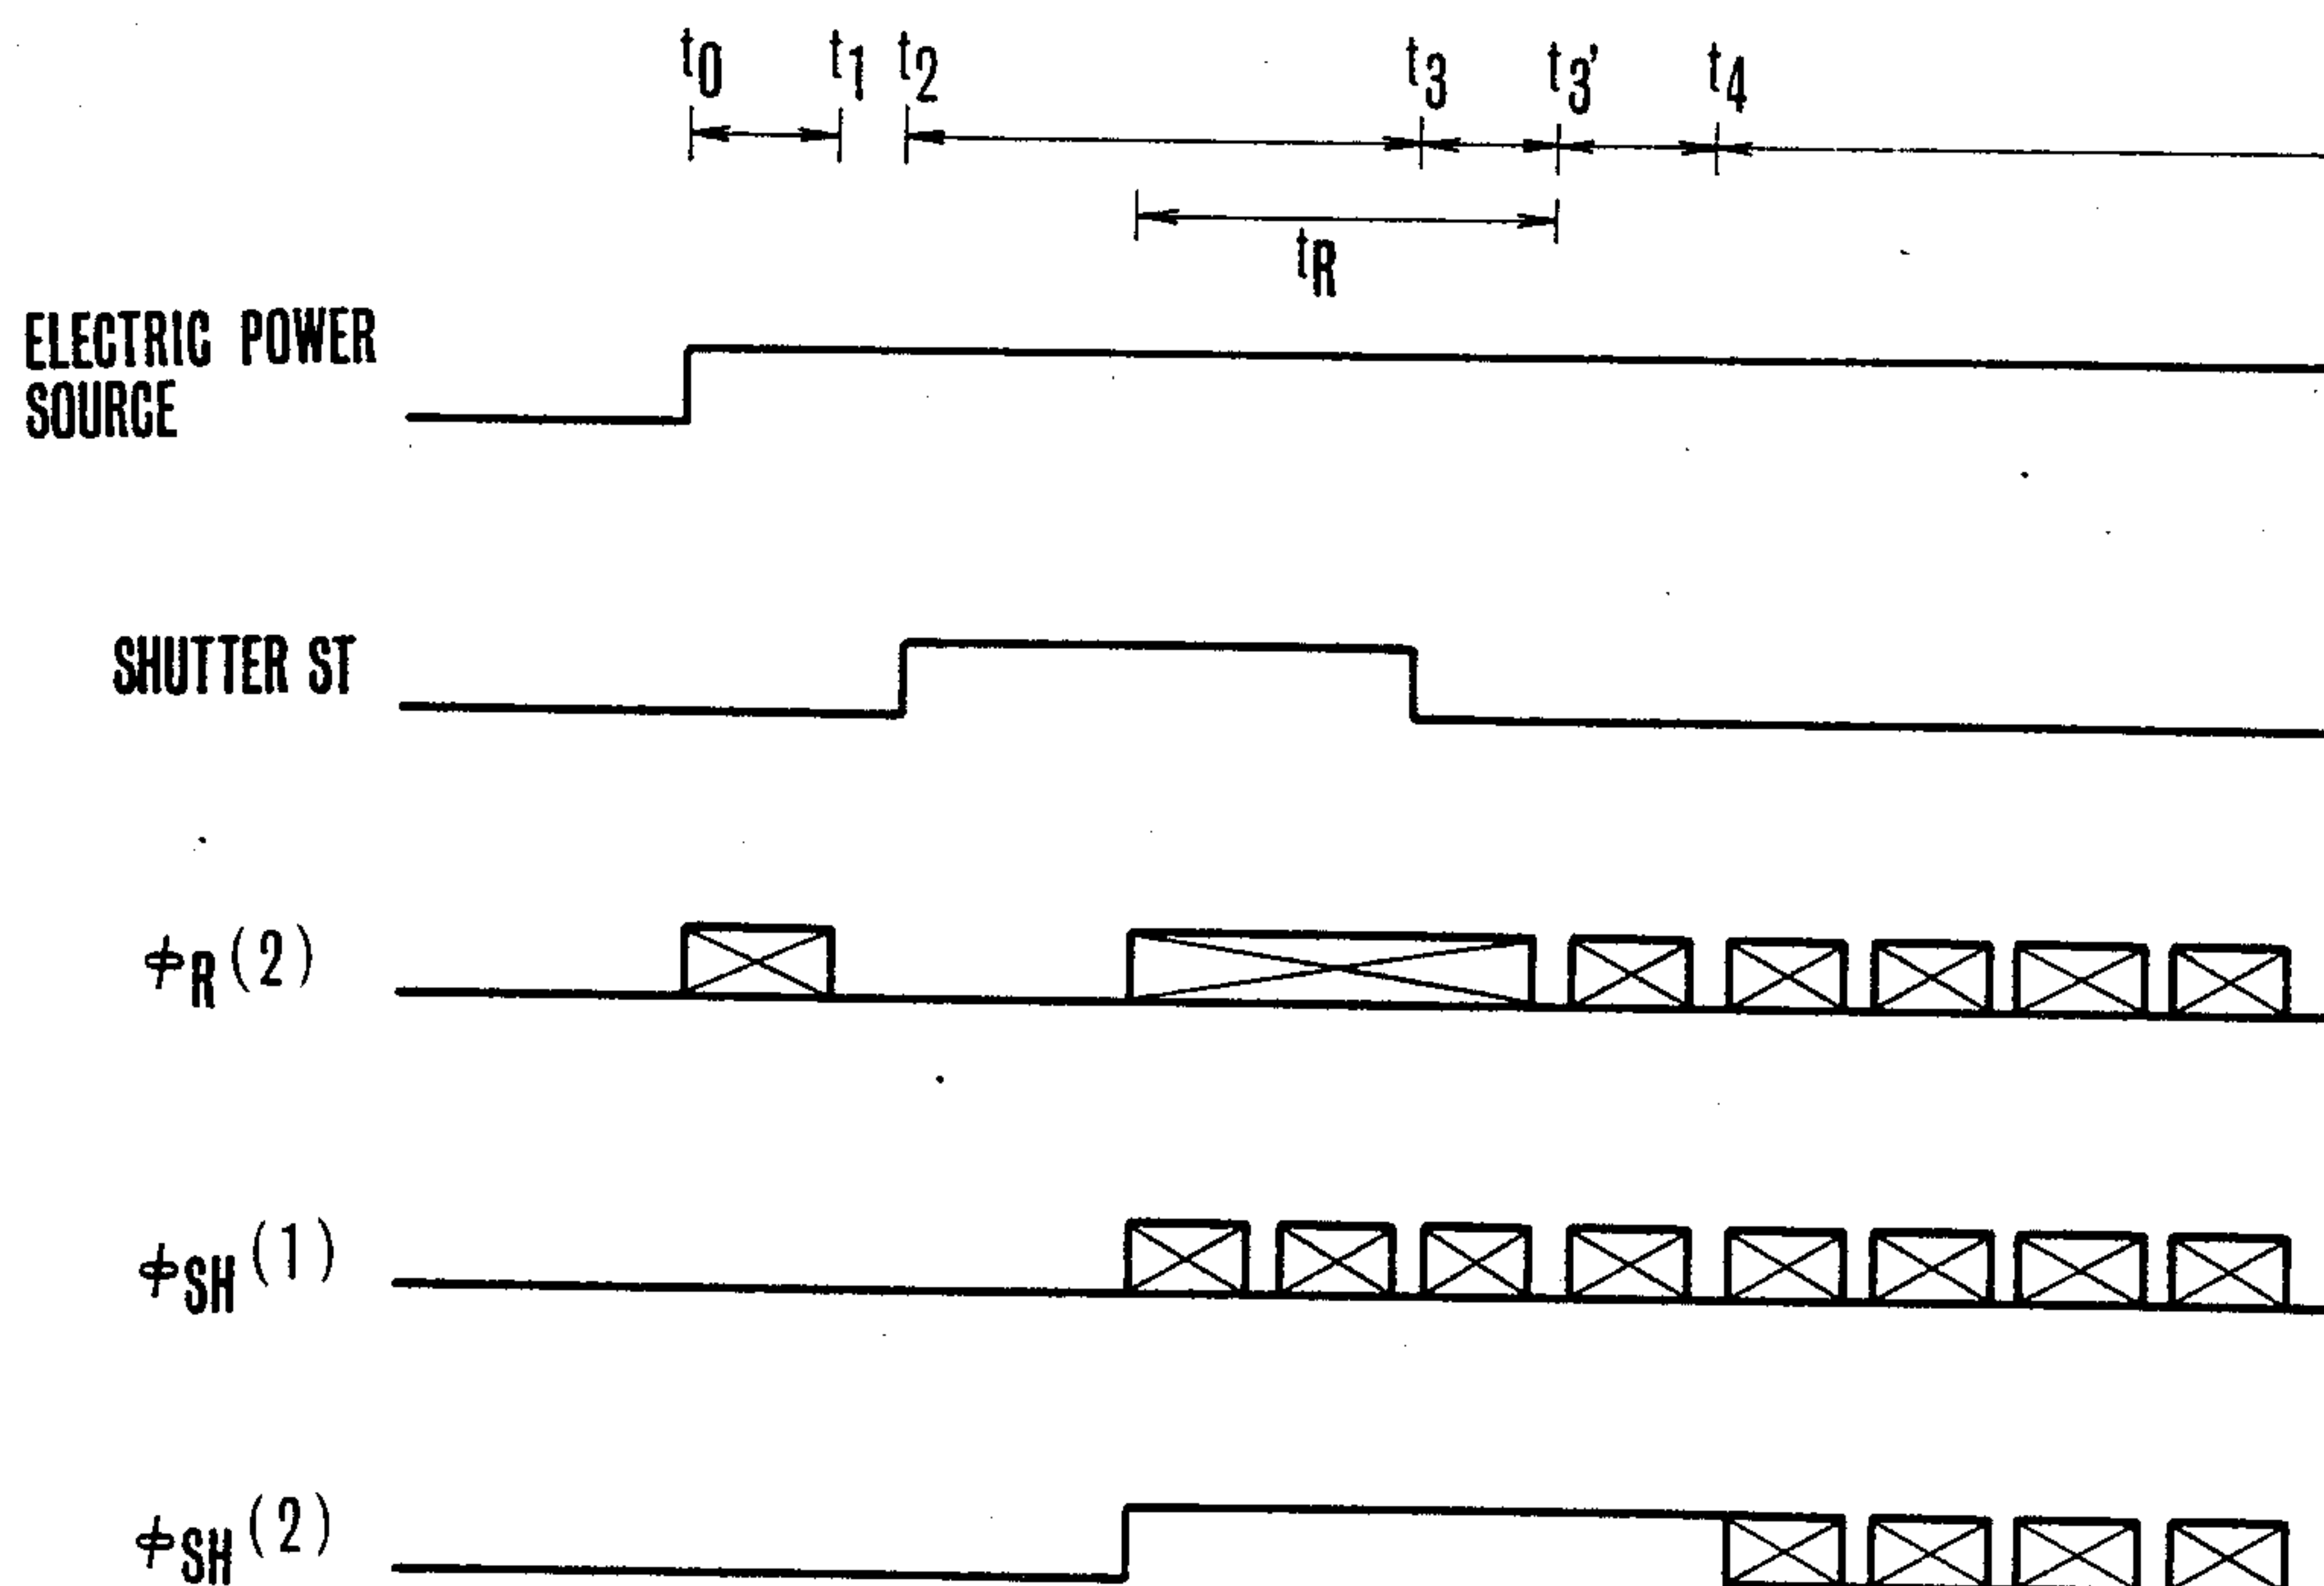 t0 t1 t2 t3 t3' t4
tR
ELECTRIC POWER
SOURCE
SHUTTER ST
ϕR(2)
ϕSH(1)
ϕSH(2)